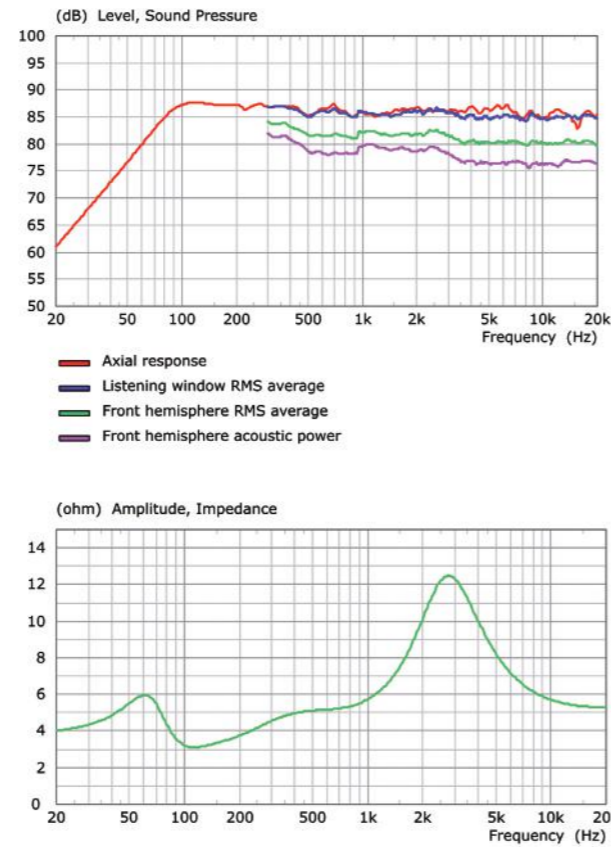 (dB) Level, Sound Pressure
100
95
90
85
80
75
70
65
60
55
50
20 50 100 200 500 1k 2k 5k 10k 20k
Frequency (Hz)
Axial response
Listening window RMS average
Front hemisphere RMS average
Front hemisphere acoustic power
(ohm) Amplitude, Impedance
14
12
10
8
6
4
2
0
20 50 100 200 500 1k 2k 5k 10k 20
Frequency (Hz)